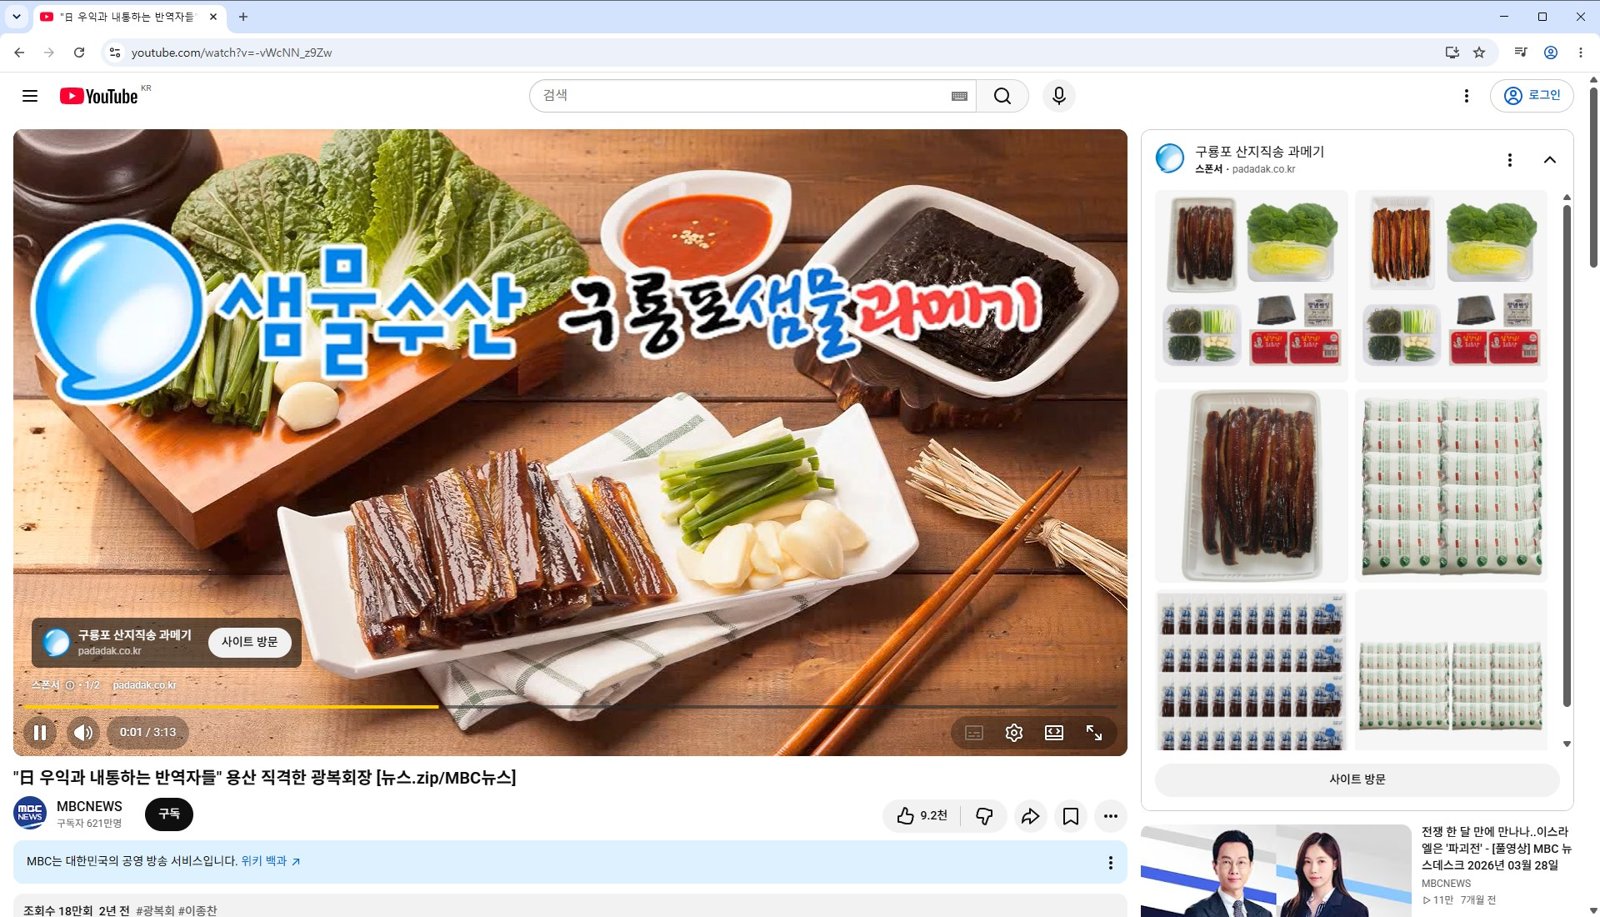 "日 우익과 내통하는 반역자들"
youtube.com/watch?v=-vWcNN_z9Zw
YouTube KR
검색
로그인
샘물수산 구룡포샘물과메기
구룡포 산지직송 과메기
padadak.co.kr
사이트 방문
스폰서 · 1/2 padadak.co.kr
0:01 / 3:13
"日 우익과 내통하는 반역자들" 용산 직격한 광복회장 [뉴스.zip/MBC뉴스]
MBC NEWS
MBCNEWS
구독자 621만명
구독
9.2천
MBC는 대한민국의 공영 방송 서비스입니다. 위키 백과
조회수 18만회 2년 전 #광복회 #이종찬
구룡포 산지직송 과메기
스폰서 · padadak.co.kr
사이트 방문
전쟁 한 달 만에 만나나..이스라
엘은 '파괴전' - [풀영상] MBC 뉴
스데스크 2026년 03월 28일
MBCNEWS
11만 7개월 전